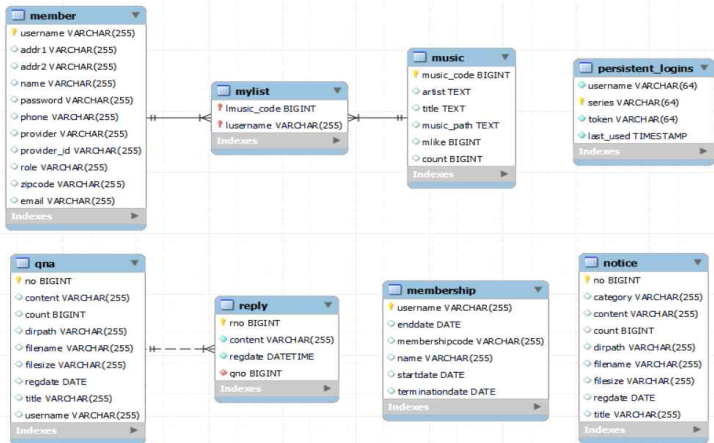 member
username VARCHAR(255)
addr1 VARCHAR(255)
addr2 VARCHAR(255)
name VARCHAR(255)
password VARCHAR(255)
phone VARCHAR(255)
provider VARCHAR(255)
provider_id VARCHAR(255)
role VARCHAR(255)
zipcode VARCHAR(255)
email VARCHAR(255)
Indexes
mylist
lmusic_code BIGINT
lusername VARCHAR(255)
Indexes
music
music_code BIGINT
artist TEXT
title TEXT
music_path TEXT
mlike BIGINT
count BIGINT
Indexes
persistent_logins
username VARCHAR(64)
series VARCHAR(64)
token VARCHAR(64)
last_used TIMESTAMP
Indexes
qna
no BIGINT
content VARCHAR(255)
count BIGINT
dirpath VARCHAR(255)
filename VARCHAR(255)
filesize VARCHAR(255)
regdate DATE
title VARCHAR(255)
username VARCHAR(255)
reply
rno BIGINT
content VARCHAR(255)
regdate DATETIME
qno BIGINT
Indexes
membership
username VARCHAR(255)
enddate DATE
membershipcode VARCHAR(255)
name VARCHAR(255)
startdate DATE
terminationdate DATE
Indexes
notice
no BIGINT
category VARCHAR(255)
content VARCHAR(255)
count BIGINT
dirpath VARCHAR(255)
filename VARCHAR(255)
filesize VARCHAR(255)
regdate DATE
title VARCHAR(255)